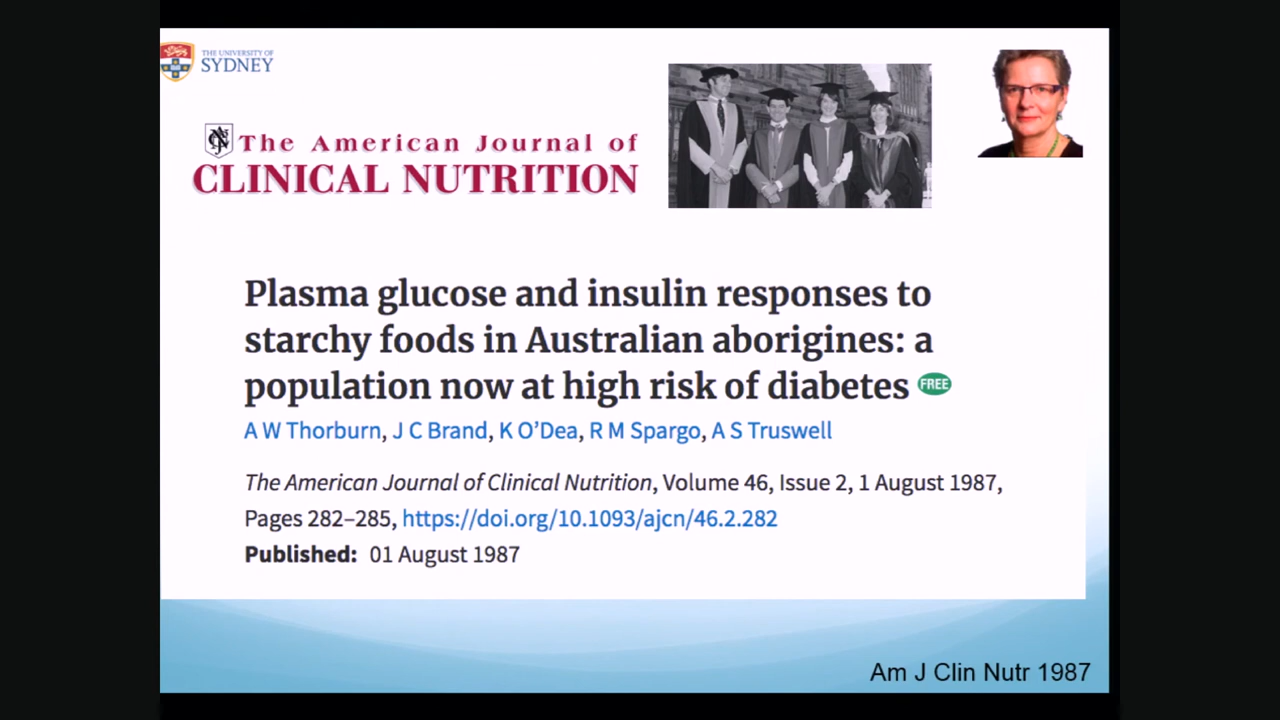 THE UNIVERSITY OF
SYDNEY
The American Journal of
CLINICAL NUTRITION
Plasma glucose and insulin responses to
starchy foods in Australian aborigines: a
population now at high risk of diabetes FREE
A W Thorburn, J C Brand, K O’Dea, R M Spargo, A S Truswell
The American Journal of Clinical Nutrition, Volume 46, Issue 2, 1 August 1987,
Pages 282–285, https://doi.org/10.1093/ajcn/46.2.282
Published: 01 August 1987
Am J Clin Nutr 1987